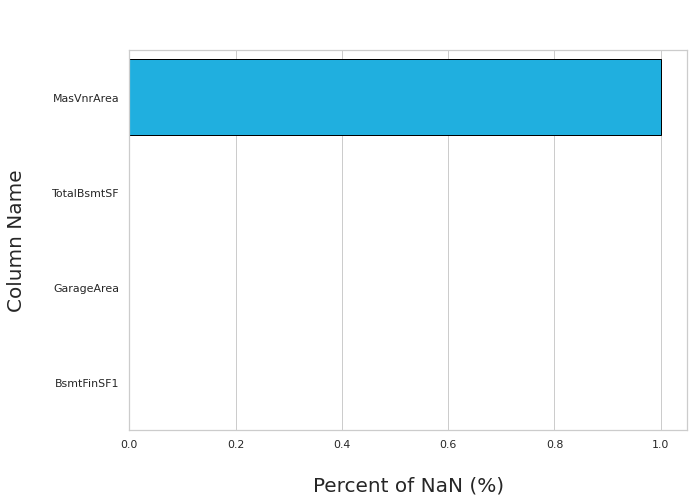 Column Name
MasVnrArea
TotalBsmtSF
GarageArea
BsmtFinSF1
0.0 0.2 0.4 0.6 0.8 1.0
Percent of NaN (%)